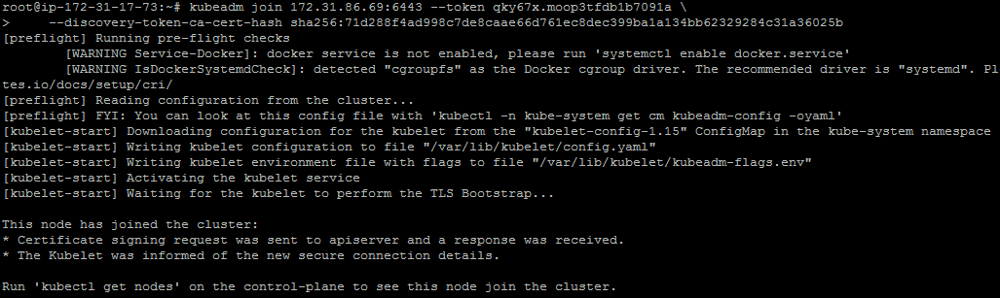 root@ip-172-31-17-73:~# kubeadm join 172.31.86.69:6443 --token qky67x.moop3tfdb1b7091a \
>     --discovery-token-ca-cert-hash sha256:71d288f4ad998c7de8caae66d761ec8dec399ba1a134bb62329284c31a36025b
[preflight] Running pre-flight checks
        [WARNING Service-Docker]: docker service is not enabled, please run 'systemctl enable docker.service'
        [WARNING IsDockerSystemdCheck]: detected "cgroupfs" as the Docker cgroup driver. The recommended driver is "systemd". Pl
tes.io/docs/setup/cri/
[preflight] Reading configuration from the cluster...
[preflight] FYI: You can look at this config file with 'kubectl -n kube-system get cm kubeadm-config -oyaml'
[kubelet-start] Downloading configuration for the kubelet from the "kubelet-config-1.15" ConfigMap in the kube-system namespace
[kubelet-start] Writing kubelet configuration to file "/var/lib/kubelet/config.yaml"
[kubelet-start] Writing kubelet environment file with flags to file "/var/lib/kubelet/kubeadm-flags.env"
[kubelet-start] Activating the kubelet service
[kubelet-start] Waiting for the kubelet to perform the TLS Bootstrap...

This node has joined the cluster:
* Certificate signing request was sent to apiserver and a response was received.
* The Kubelet was informed of the new secure connection details.

Run 'kubectl get nodes' on the control-plane to see this node join the cluster.